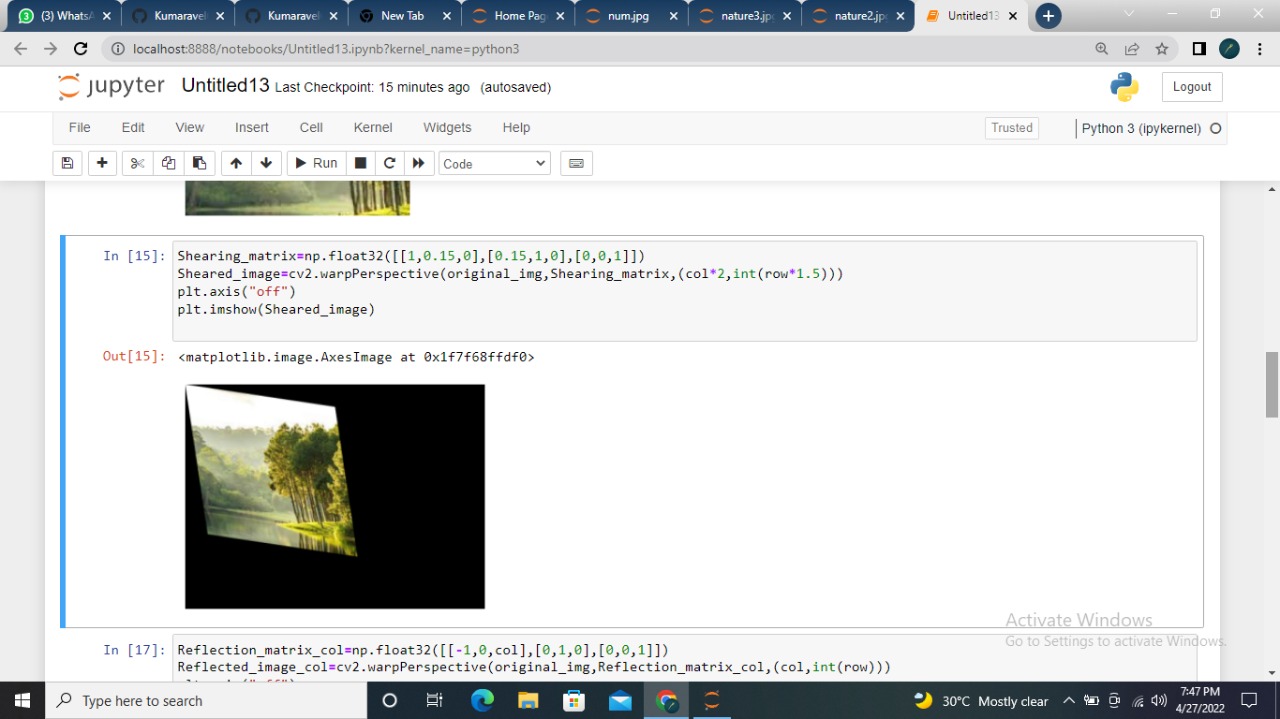 (3) WhatsA
Kumaravel
Kumaravel
New Tab
Home Pag
num.jpg
nature3.jp
nature2.jp
Untitled13
localhost:8888/notebooks/Untitled13.ipynb?kernel_name=python3
jupyter Untitled13 Last Checkpoint: 15 minutes ago (autosaved)
Logout
File Edit View Insert Cell Kernel Widgets Help
Trusted
Python 3 (ipykernel)
Run
Code
In [15]:
Shearing_matrix=np.float32([[1,0.15,0],[0.15,1,0],[0,0,1]])
Sheared_image=cv2.warpPerspective(original_img,Shearing_matrix,(col*2,int(row*1.5)))
plt.axis("off")
plt.imshow(Sheared_image)
Out[15]: <matplotlib.image.AxesImage at 0x1f7f68ffdf0>
In [17]:
Reflection_matrix_col=np.float32([[-1,0,col],[0,1,0],[0,0,1]])
Reflected_image_col=cv2.warpPerspective(original_img,Reflection_matrix_col,(col,int(row)))
Activate Windows
Go to Settings to activate Windows.
Type here to search
30°C Mostly clear
7:47 PM
4/27/2022